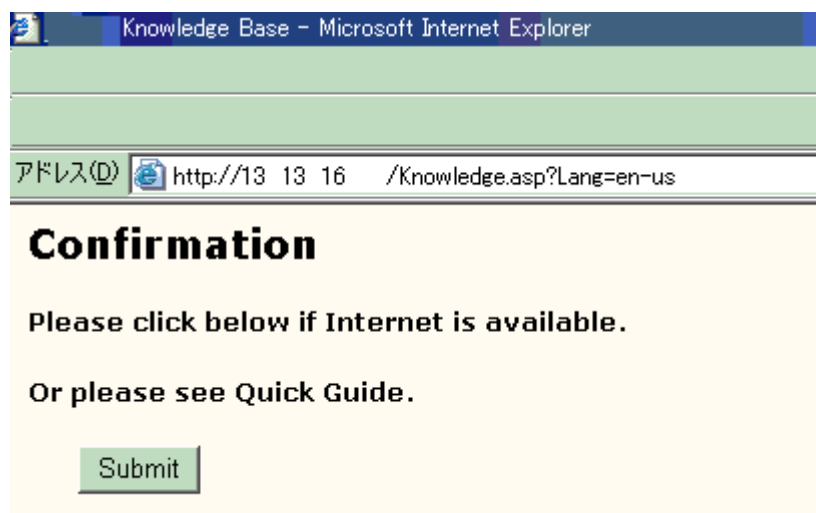 Knowledge Base - Microsoft Internet Explorer
アドレス(D) http://13 13 16 /Knowledge.asp?Lang=en-us
Confirmation
Please click below if Internet is available.
Or please see Quick Guide.
Submit